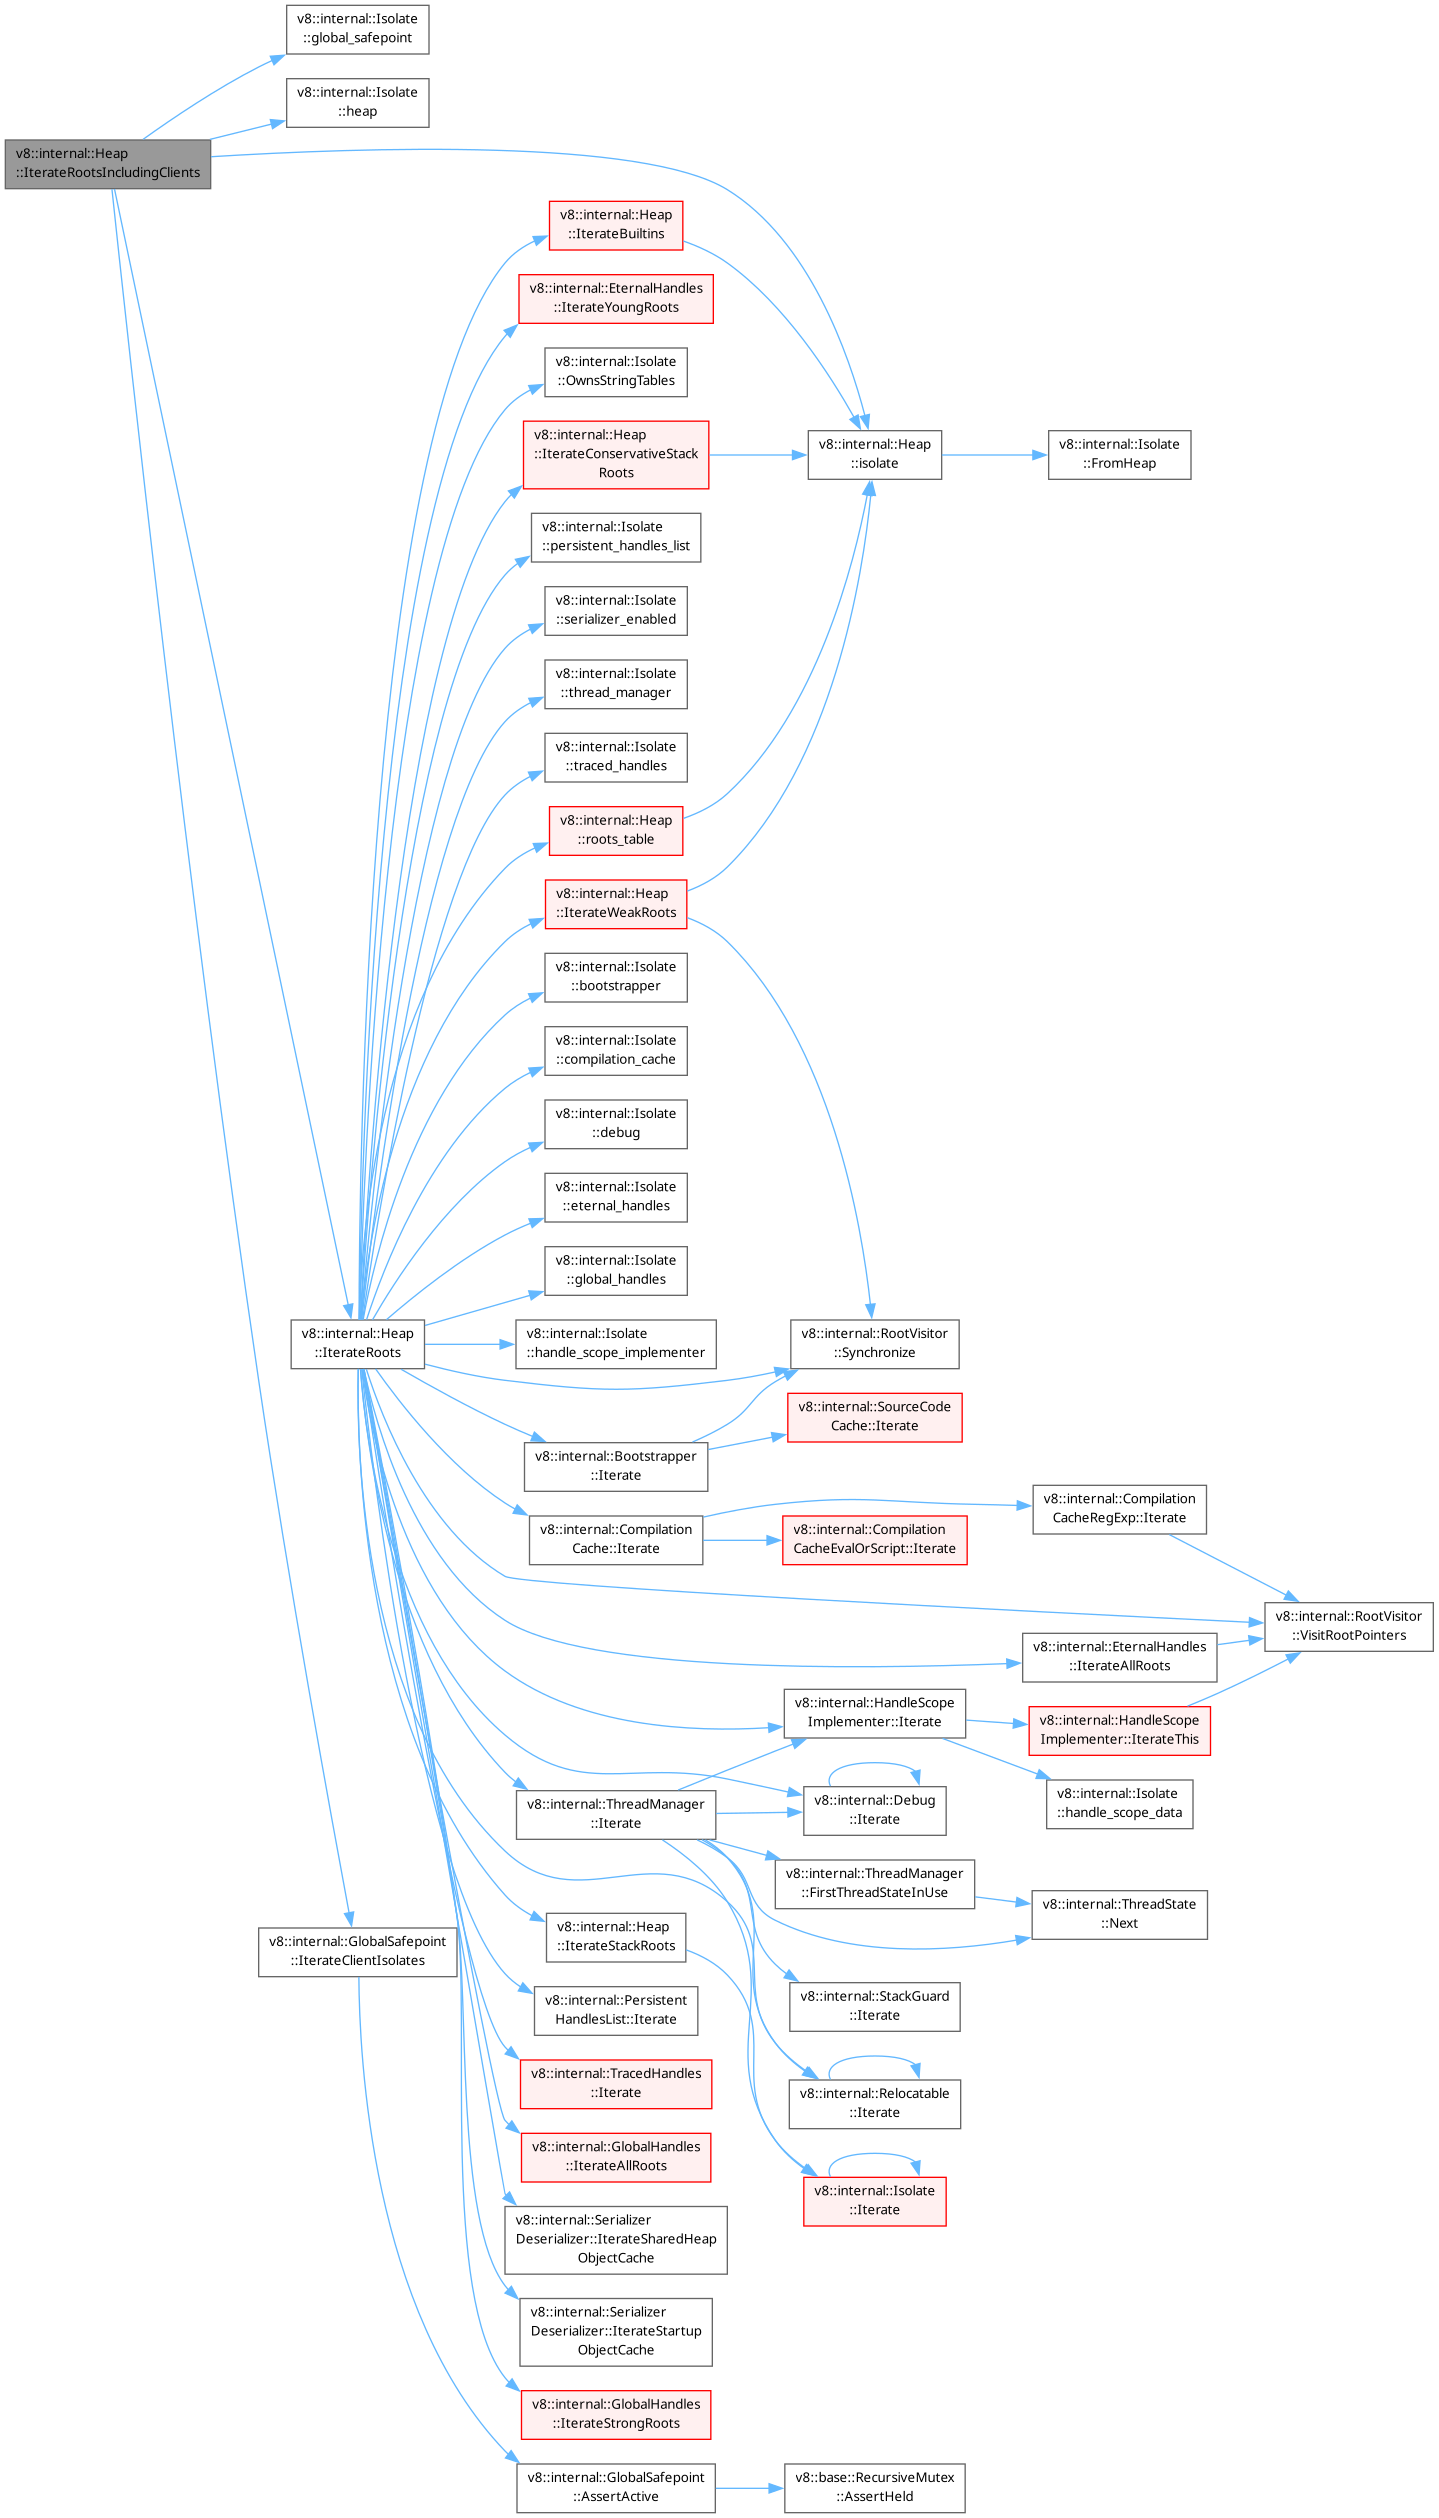 v8::internal::Isolate
::global_safepoint
v8::internal::Isolate
::heap
v8::internal::Heap
::IterateRootsIncludingClients
v8::internal::Heap
::IterateBuiltins
v8::internal::EternalHandles
::IterateYoungRoots
v8::internal::Isolate
::OwnsStringTables
v8::internal::Heap
::IterateConservativeStack
Roots
v8::internal::Heap
::isolate
v8::internal::Isolate
::FromHeap
v8::internal::Isolate
::persistent_handles_list
v8::internal::Isolate
::serializer_enabled
v8::internal::Isolate
::thread_manager
v8::internal::Isolate
::traced_handles
v8::internal::Heap
::roots_table
v8::internal::Heap
::IterateWeakRoots
v8::internal::Isolate
::bootstrapper
v8::internal::Isolate
::compilation_cache
v8::internal::Isolate
::debug
v8::internal::Isolate
::eternal_handles
v8::internal::Isolate
::global_handles
v8::internal::Heap
::IterateRoots
v8::internal::Isolate
::handle_scope_implementer
v8::internal::RootVisitor
::Synchronize
v8::internal::SourceCode
Cache::Iterate
v8::internal::Bootstrapper
::Iterate
v8::internal::Compilation
CacheRegExp::Iterate
v8::internal::Compilation
Cache::Iterate
v8::internal::Compilation
CacheEvalOrScript::Iterate
v8::internal::RootVisitor
::VisitRootPointers
v8::internal::EternalHandles
::IterateAllRoots
v8::internal::HandleScope
Implementer::Iterate
v8::internal::HandleScope
Implementer::IterateThis
v8::internal::ThreadManager
::Iterate
v8::internal::Debug
::Iterate
v8::internal::Isolate
::handle_scope_data
v8::internal::ThreadManager
::FirstThreadStateInUse
v8::internal::ThreadState
::Next
v8::internal::GlobalSafepoint
::IterateClientIsolates
v8::internal::Heap
::IterateStackRoots
v8::internal::StackGuard
::Iterate
v8::internal::Persistent
HandlesList::Iterate
v8::internal::TracedHandles
::Iterate
v8::internal::Relocatable
::Iterate
v8::internal::GlobalHandles
::IterateAllRoots
v8::internal::Isolate
::Iterate
v8::internal::Serializer
Deserializer::IterateSharedHeap
ObjectCache
v8::internal::Serializer
Deserializer::IterateStartup
ObjectCache
v8::internal::GlobalHandles
::IterateStrongRoots
v8::internal::GlobalSafepoint
::AssertActive
v8::base::RecursiveMutex
::AssertHeld